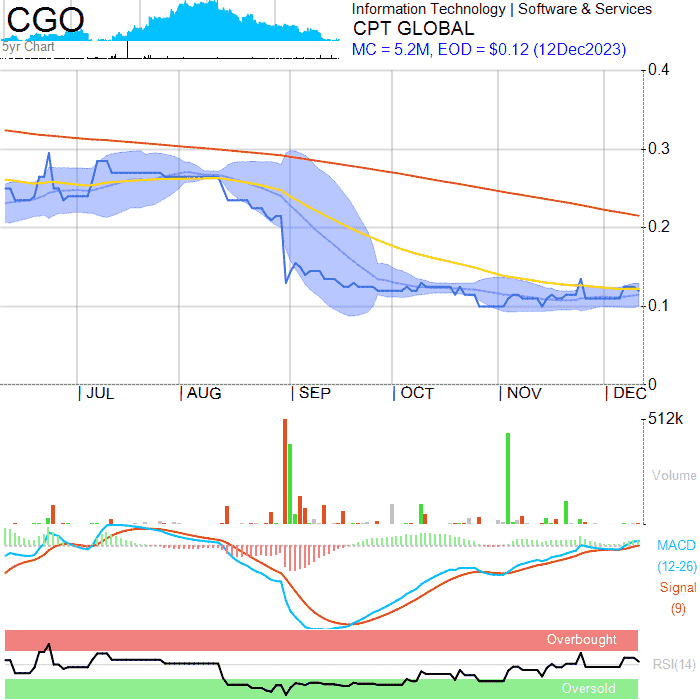 CGO
Information Technology | Software & Services
CPT GLOBAL
5yr Chart
MC = 5.2M, EOD = $0.12 (12Dec2023)
0.4
0.3
0.2
0.1
0
| JUL | AUG | SEP | OCT | NOV | DEC
512k
Volume
MACD
(12-26)
Signal
(9)
Overbought
RSI(14)
Oversold